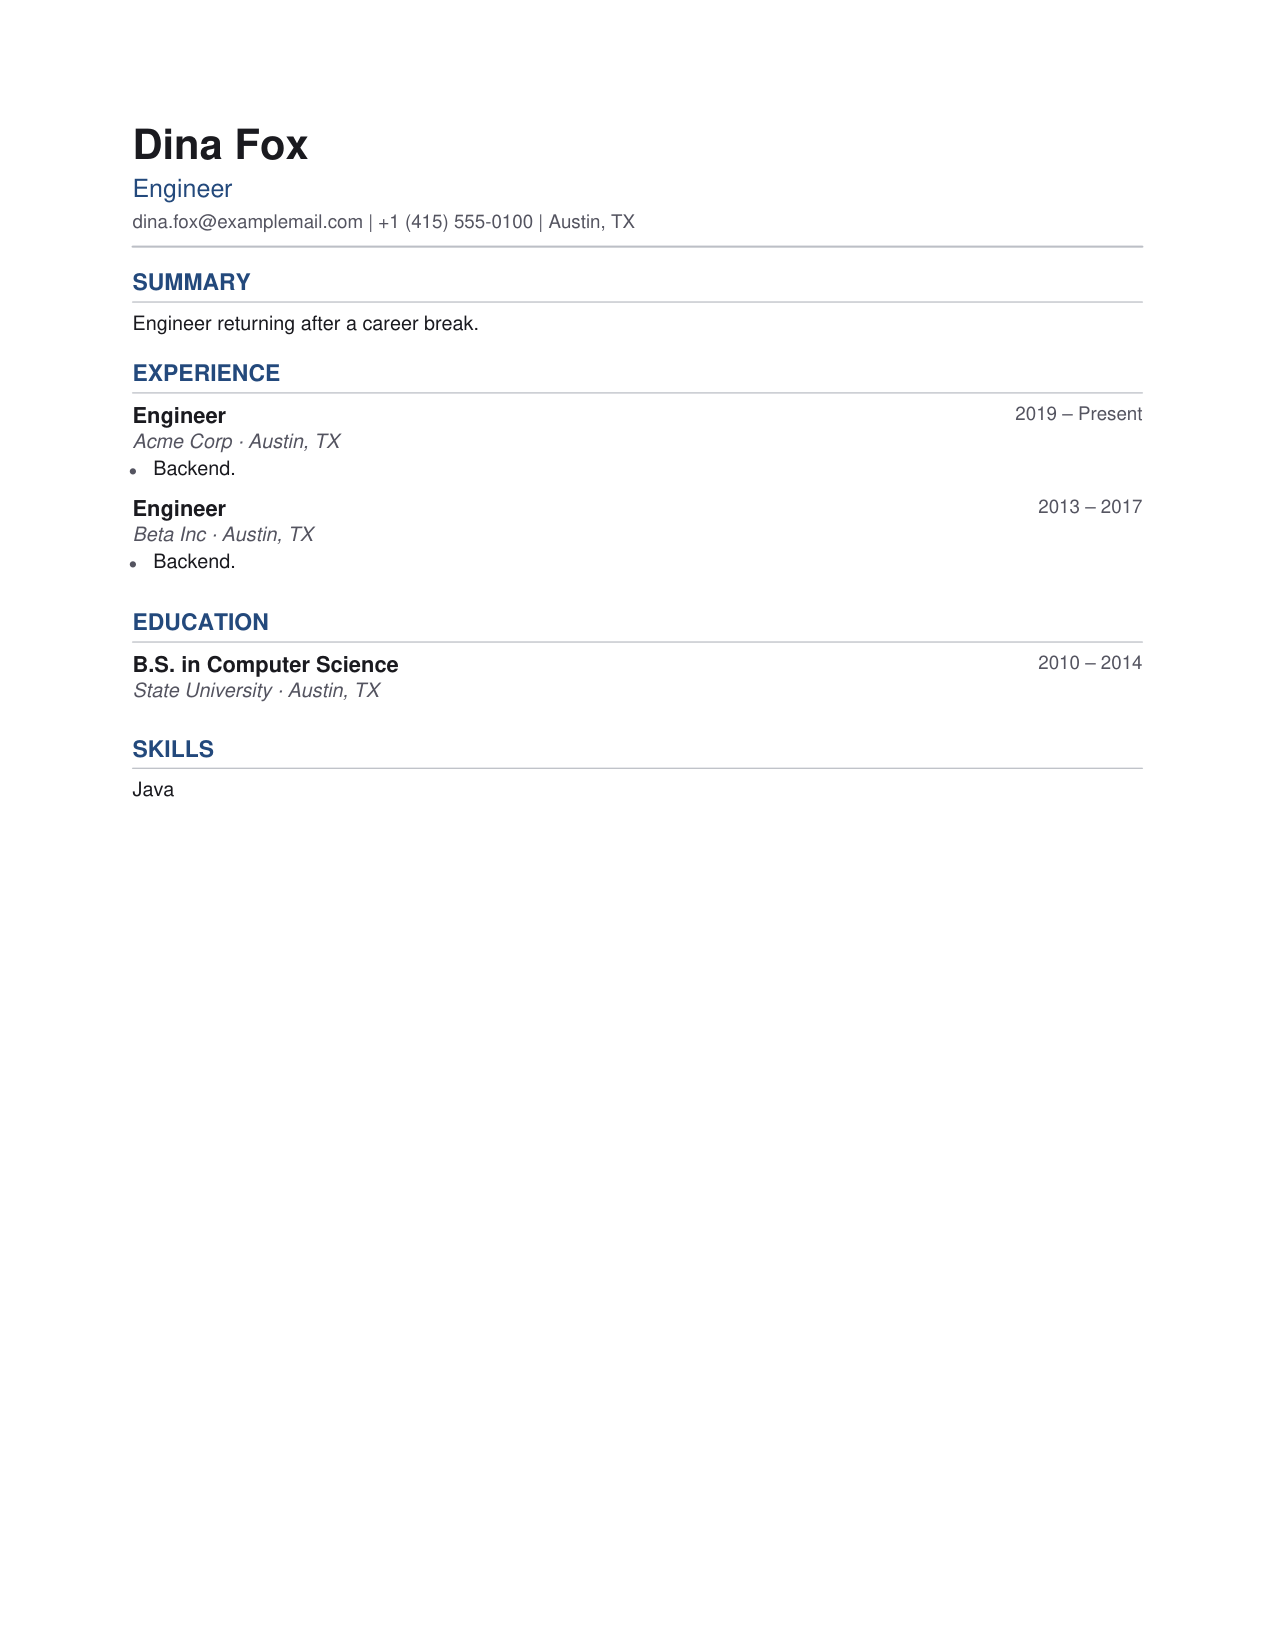 Dina Fox
Engineer
dina.fox@examplemail.com | +1 (415) 555-0100 | Austin, TX
SUMMARY
Engineer returning after a career break.
EXPERIENCE
Engineer 2019 – Present
Acme Corp · Austin, TX
• Backend.
Engineer 2013 – 2017
Beta Inc · Austin, TX
• Backend.
EDUCATION
B.S. in Computer Science 2010 – 2014
State University · Austin, TX
SKILLS
Java